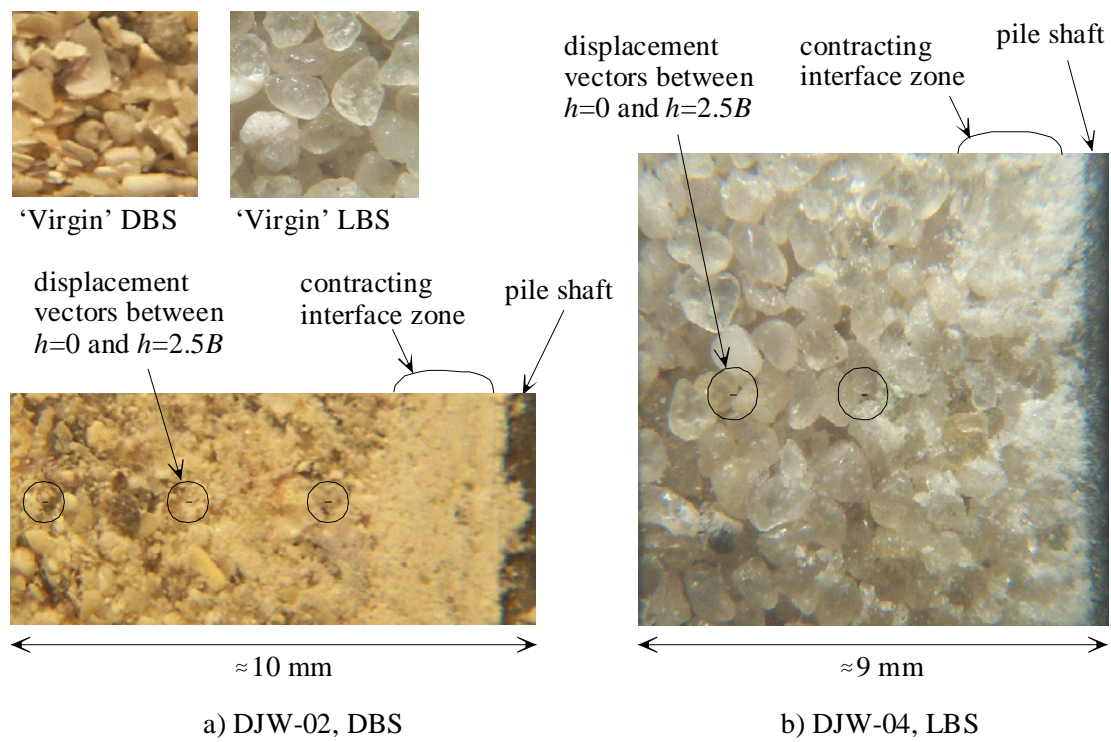 'Virgin' DBS
'Virgin' LBS
displacement
vectors between
h=0 and h=2.5B
contracting
interface zone
pile shaft
≈10 mm
a) DJW-02, DBS
displacement
vectors between
h=0 and h=2.5B
contracting
interface zone
pile shaft
≈9 mm
b) DJW-04, LBS